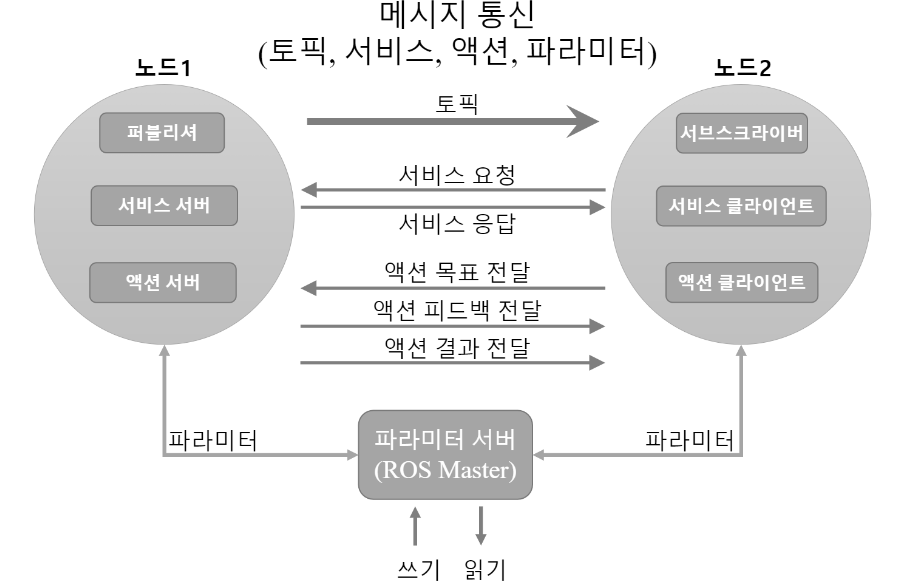 메시지 통신
(토픽, 서비스, 액션, 파라미터)
노드1
노드2
퍼블리셔
토픽
서브스크라이버
서비스 요청
서비스 서버
서비스 클라이언트
서비스 응답
액션 목표 전달
액션 서버
액션 클라이언트
액션 피드백 전달
액션 결과 전달
파라미터
파라미터 서버
(ROS Master)
파라미터
쓰기
읽기